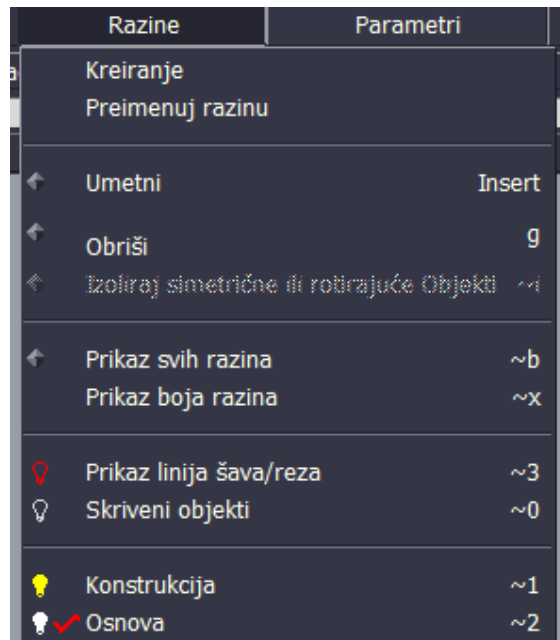 Razine Parametri
Kreiranje
Preimenuj razinu
Umetni Insert
Obriši g
Izoliraj simetrične ili rotirajuće Objekti ~i
Prikaz svih razina ~b
Prikaz boja razina ~x
Prikaz linija šava/reza ~3
Skriveni objekti ~0
Konstrukcija ~1
Osnova ~2